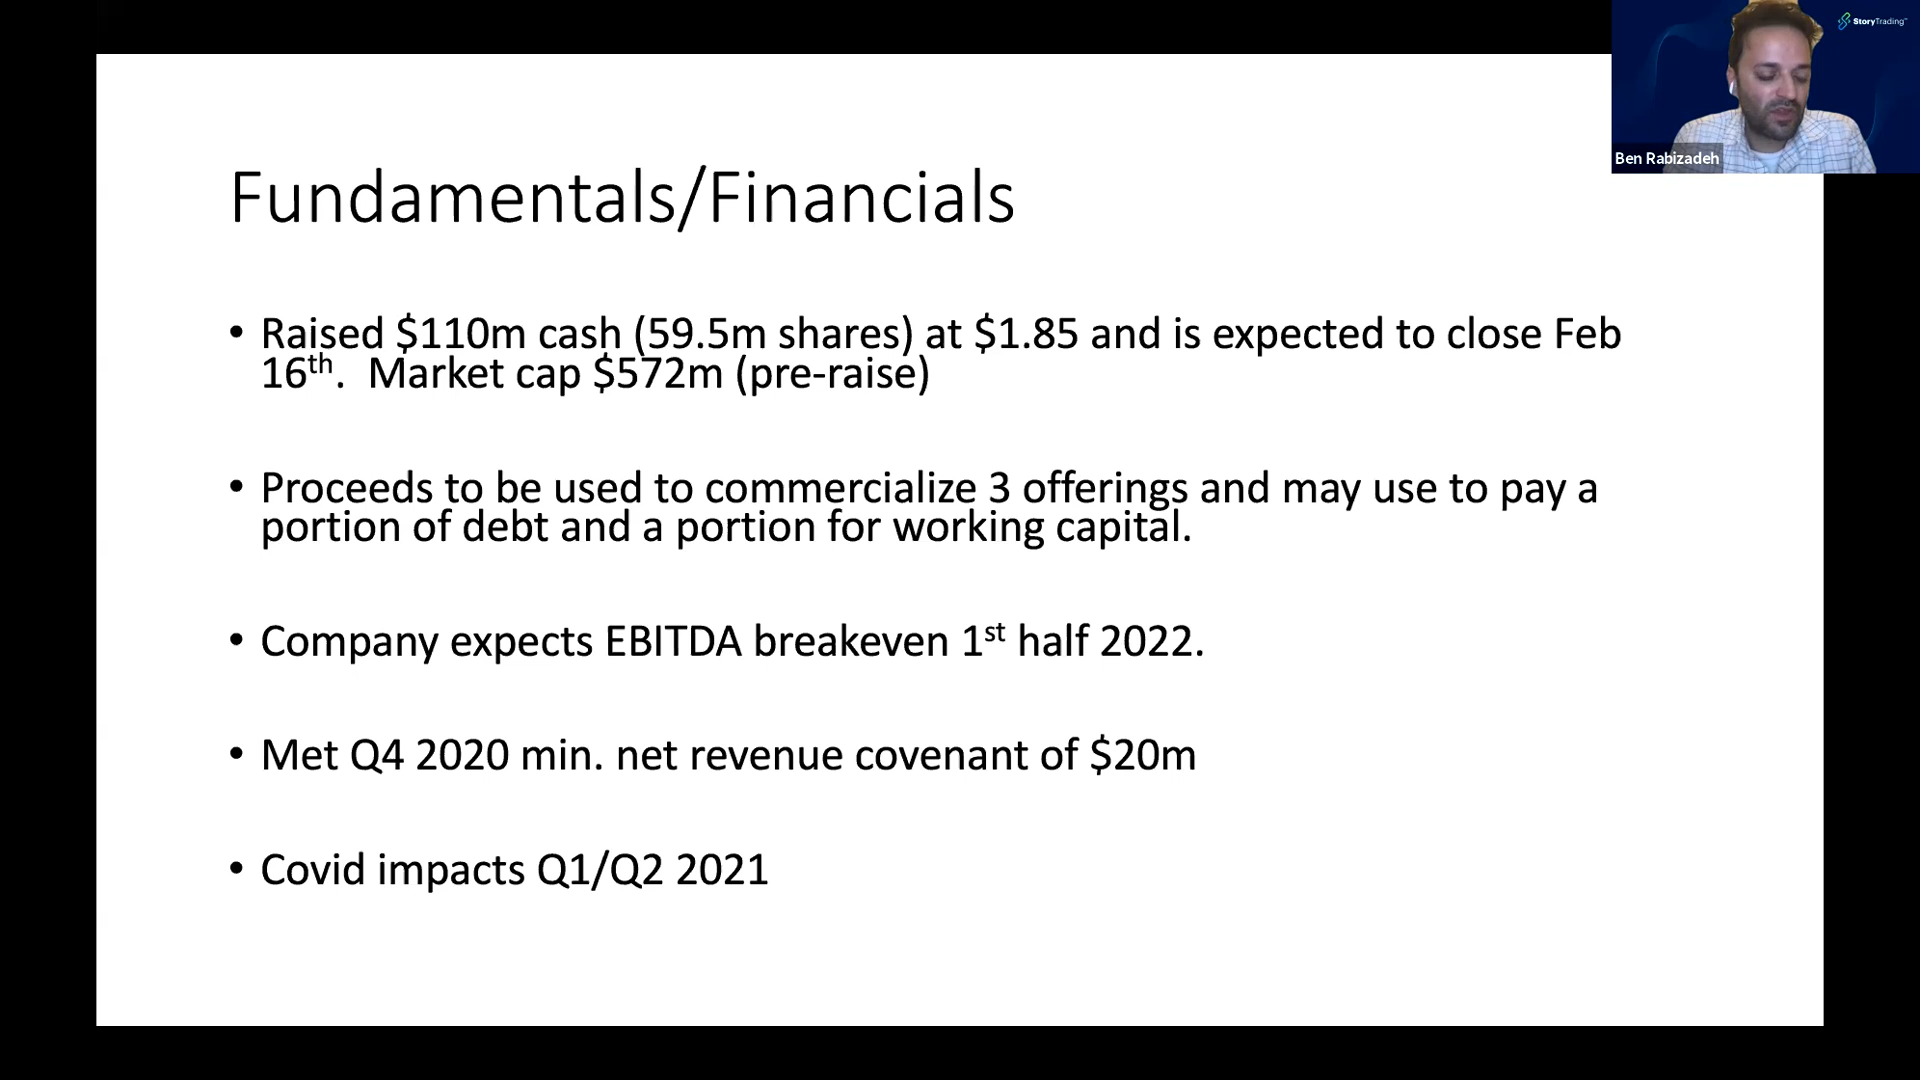 StoryTrading™
Ben Rabizadeh
Fundamentals/Financials
• Raised $110m cash (59.5m shares) at $1.85 and is expected to close Feb
16th. Market cap $572m (pre-raise)
• Proceeds to be used to commercialize 3 offerings and may use to pay a
portion of debt and a portion for working capital.
• Company expects EBITDA breakeven 1st half 2022.
• Met Q4 2020 min. net revenue covenant of $20m
• Covid impacts Q1/Q2 2021